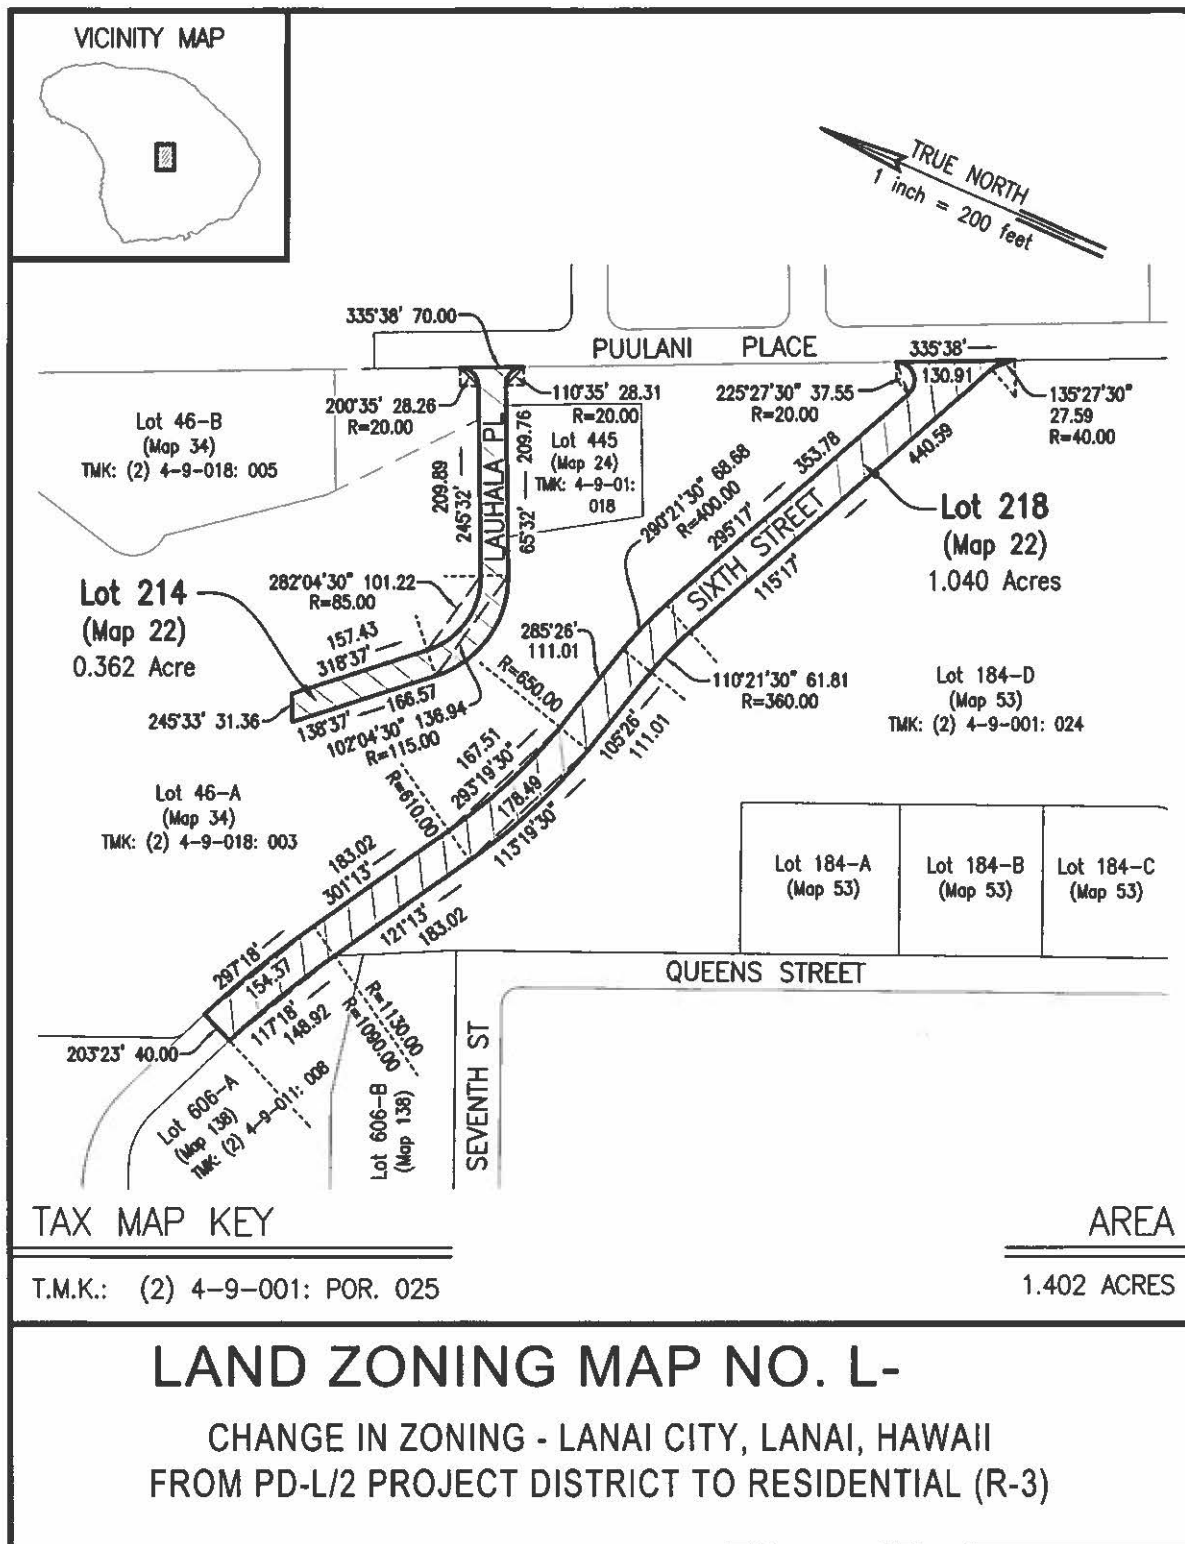 VICINITY MAP
TRUE NORTH
1 inch = 200 feet
335°38' 70.00
PUULANI PLACE
335°38'
130.91
Lot 46-B
(Map 34)
TMK: (2) 4-9-018: 005
200°35' 28.26
R=20.00
110°35' 28.31
R=20.00
Lot 445
(Map 24)
TMK: 4-9-01:
018
225°27'30" 37.55
R=20.00
135°27'30"
27.59
R=40.00
LAUHALA PL
209.89
245°32'
209.76
65°32'
290°21'30" 68.68
R=400.00
353.78
295°17'
SIXTH STREET
440.59
115°17'
Lot 218
(Map 22)
1.040 Acres
Lot 214
(Map 22)
0.362 Acre
282°04'30" 101.22
R=85.00
157.43
318°37'
245°33' 31.36
138°37'
166.57
102°04'30" 136.94
R=115.00
285°26'
111.01
R=650.00
110°21'30" 61.81
R=360.00
105°26'
111.01
Lot 184-D
(Map 53)
TMK: (2) 4-9-001: 024
167.51
293°19'30"
R=610.00
178.49
113°19'30"
Lot 46-A
(Map 34)
TMK: (2) 4-9-018: 003
183.02
301°13'
121°13'
183.02
Lot 184-A
(Map 53)
Lot 184-B
(Map 53)
Lot 184-C
(Map 53)
QUEENS STREET
297°18'
154.37
117°18'
148.92
R=1130.00
R=1090.00
203°23' 40.00
Lot 606-A
(Map 138)
TMK: (2) 4-9-011: 008
Lot 606-B
(Map 138)
SEVENTH ST
TAX MAP KEY
AREA
T.M.K.: (2) 4-9-001: POR. 025
1.402 ACRES
LAND ZONING MAP NO. L-
CHANGE IN ZONING - LANAI CITY, LANAI, HAWAII
FROM PD-L/2 PROJECT DISTRICT TO RESIDENTIAL (R-3)